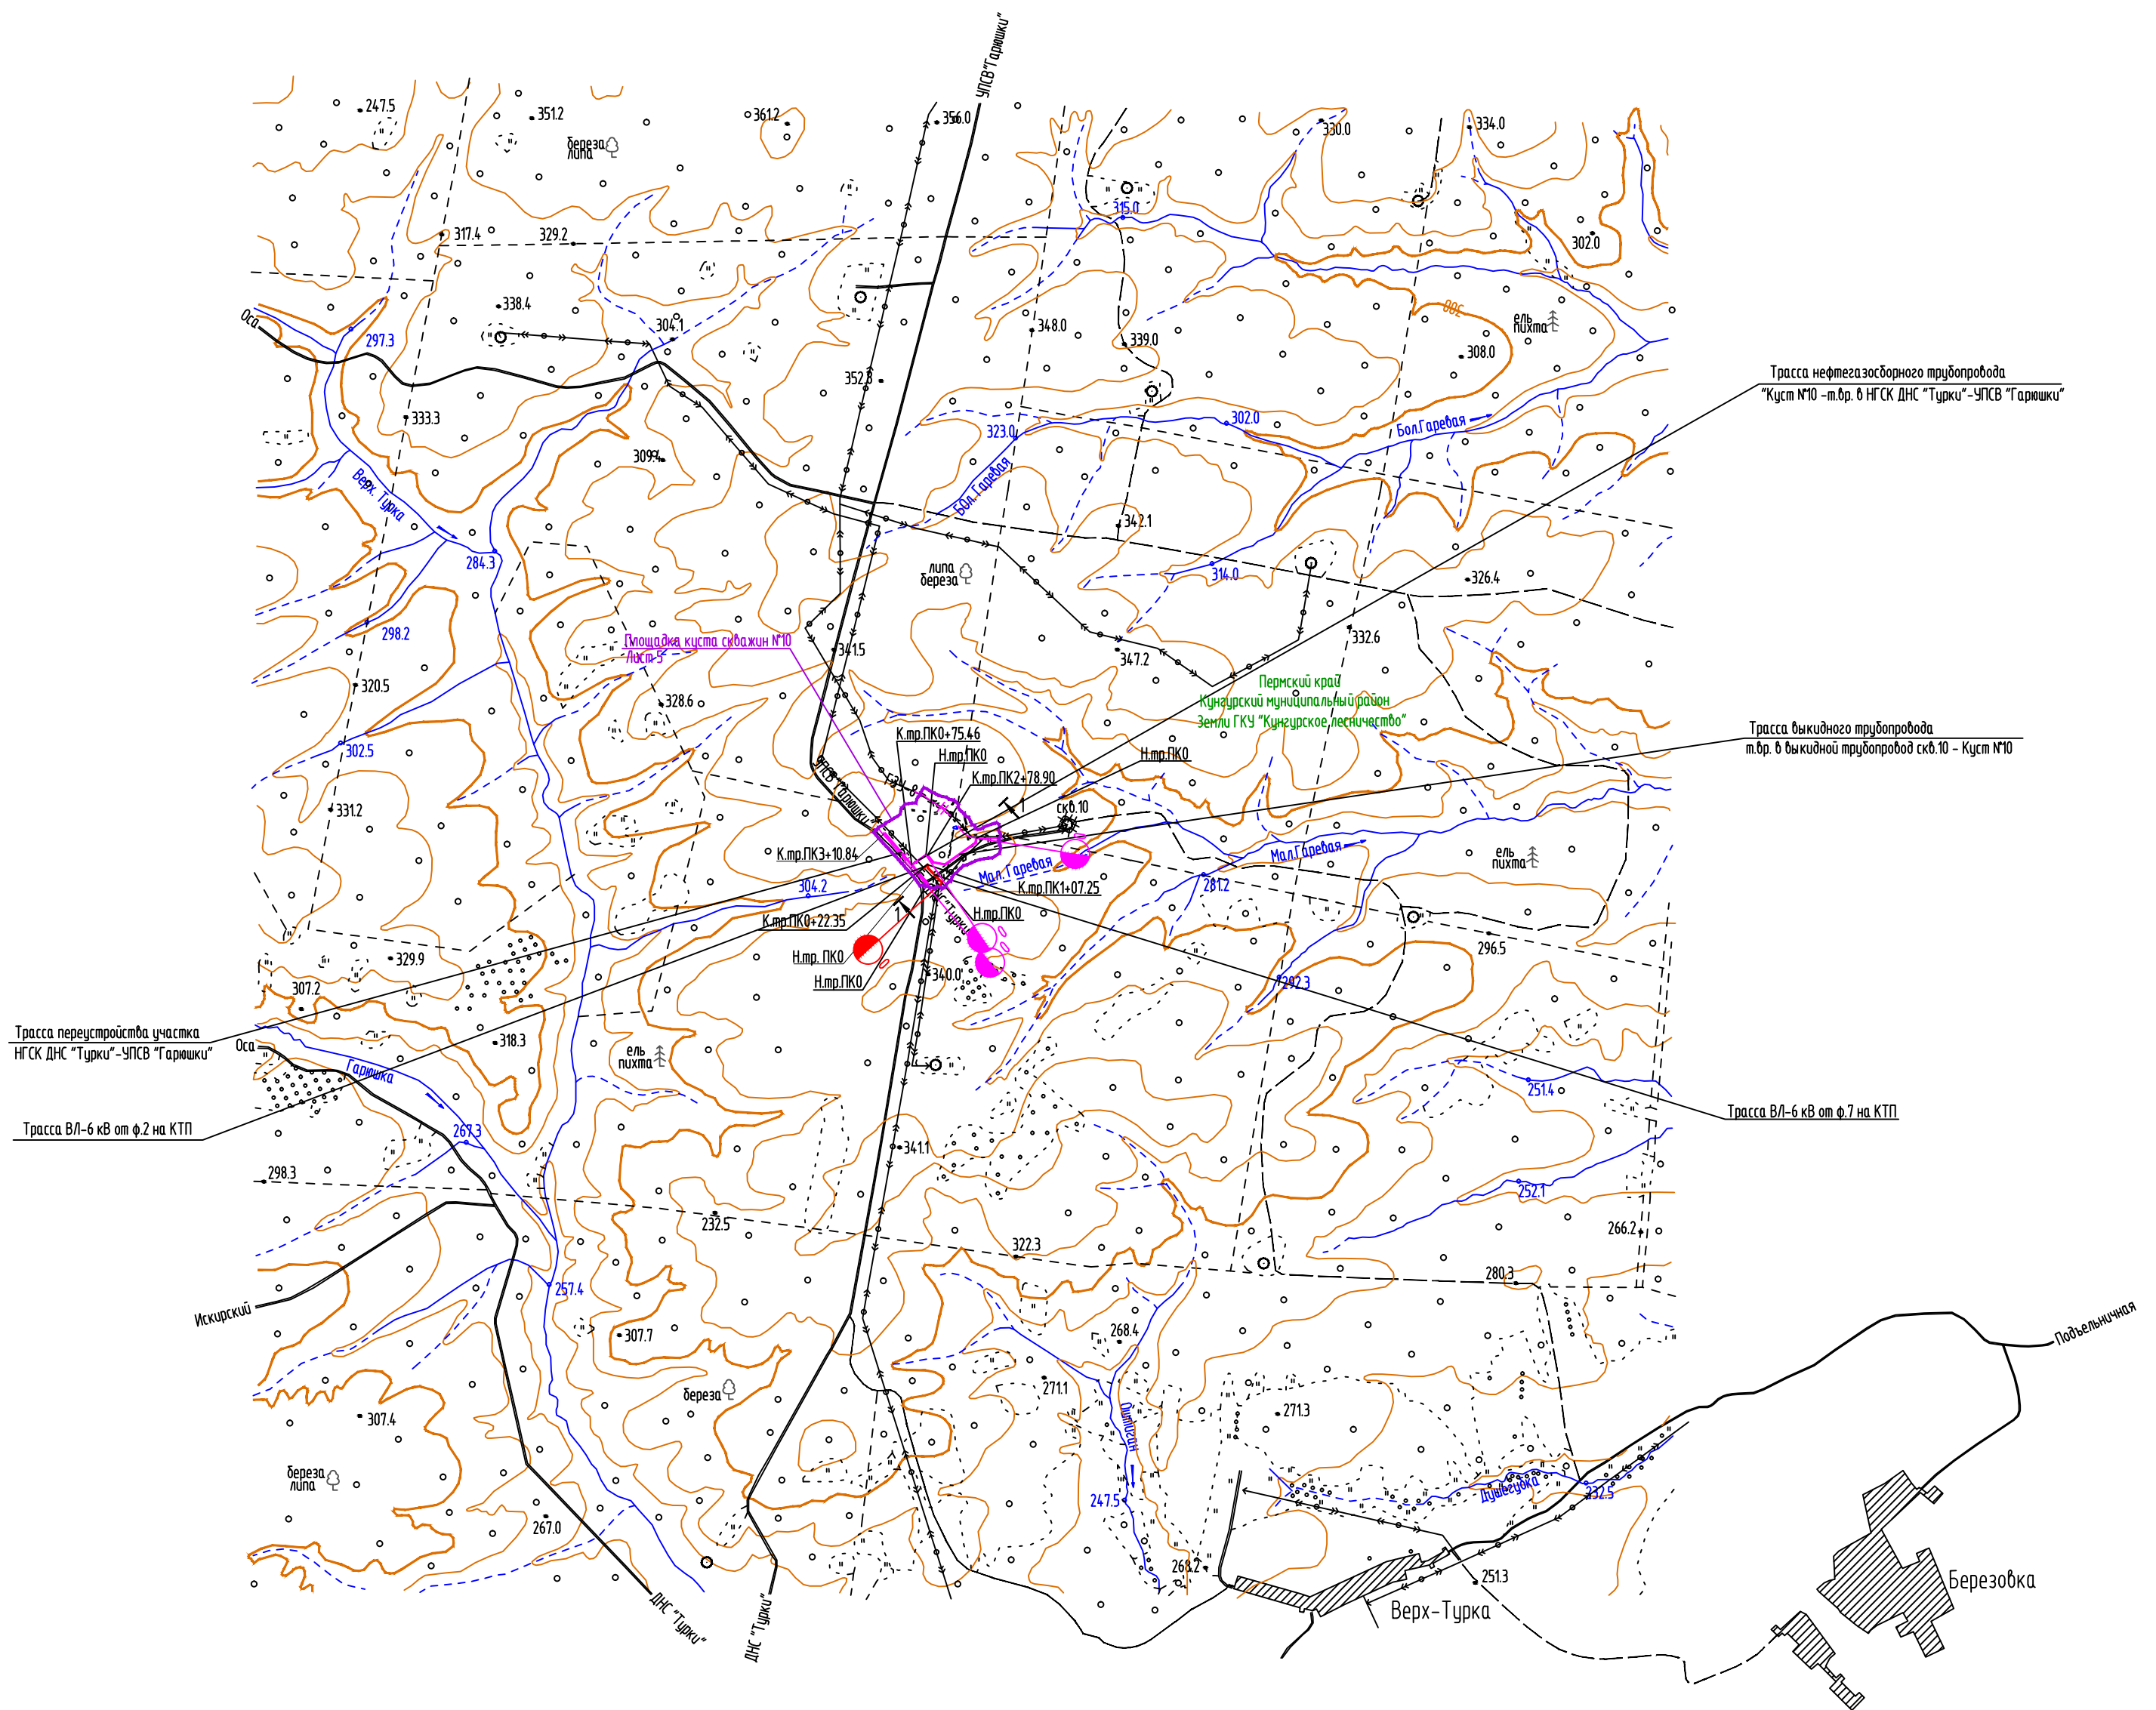 УПСВ"Гарюшки"
247.5
351.2
361.2
356.0
330.0
334.0
береза
липа
315.0
317.4
329.2
302.0
338.4
Оса
297.3
304.1
348.0
339.0
300
ель
пихта
308.0
352.8
333.3
309.4
323.0
302.0
Бол.Гаревая
Трасса нефтегазосборного трубопровода
"Куст №10 -т.вр. в НГСК ДНС "Турки"-УПСВ "Гарюшки"
Верх. Турка
БОл. Гаревая
342.1
284.3
липа
береза
314.0
326.4
298.2
332.6
Площадка куста скважин №10
Лист 5
341.5
347.2
320.5
328.6
Пермский край
Кунгурский муниципальный район
Земли ГКУ "Кунгурское лесничество"
302.5
К.тр.ПК0+75.46
Н.тр.ПК0
Н.тр.ПК0
К.тр.ПК2+78.90
Трасса выкидного трубопровода
т.вр. в выкидной трубопровод скв.10 - Куст №10
УПСВ"Гарюшки"
ГЗУ-8
331.2
скв.10
1
К.тр.ПК3+10.84
Мал.Гаревая
Мал.Гаревая
ель
пихта
304.2
К.тр.ПК1+07.25
281.2
К.тр.ПК0+22.35
1
ДНС"Турки"
Н.тр.ПК0
296.5
Н.тр. ПК0
Н.тр.ПК0
329.9
340.0
292.3
307.2
Трасса переустройства участка
НГСК ДНС "Турки"-УПСВ "Гарюшки"
Оса
318.3
ель
пихта
Гарюшка
251.4
Трасса ВЛ-6 кВ от ф.2 на КТП
Трасса ВЛ-6 кВ от ф.7 на КТП
267.3
341.1
298.3
252.1
232.5
266.2
322.3
280.3
257.4
Искирский
307.7
268.4
Подъельничная
береза
271.1
307.4
271.3
береза
липа
247.5
Душегубка
232.5
267.0
268.2
251.3
Березовка
Верх-Турка
ДНС "Турки"
ДНС "Турки"